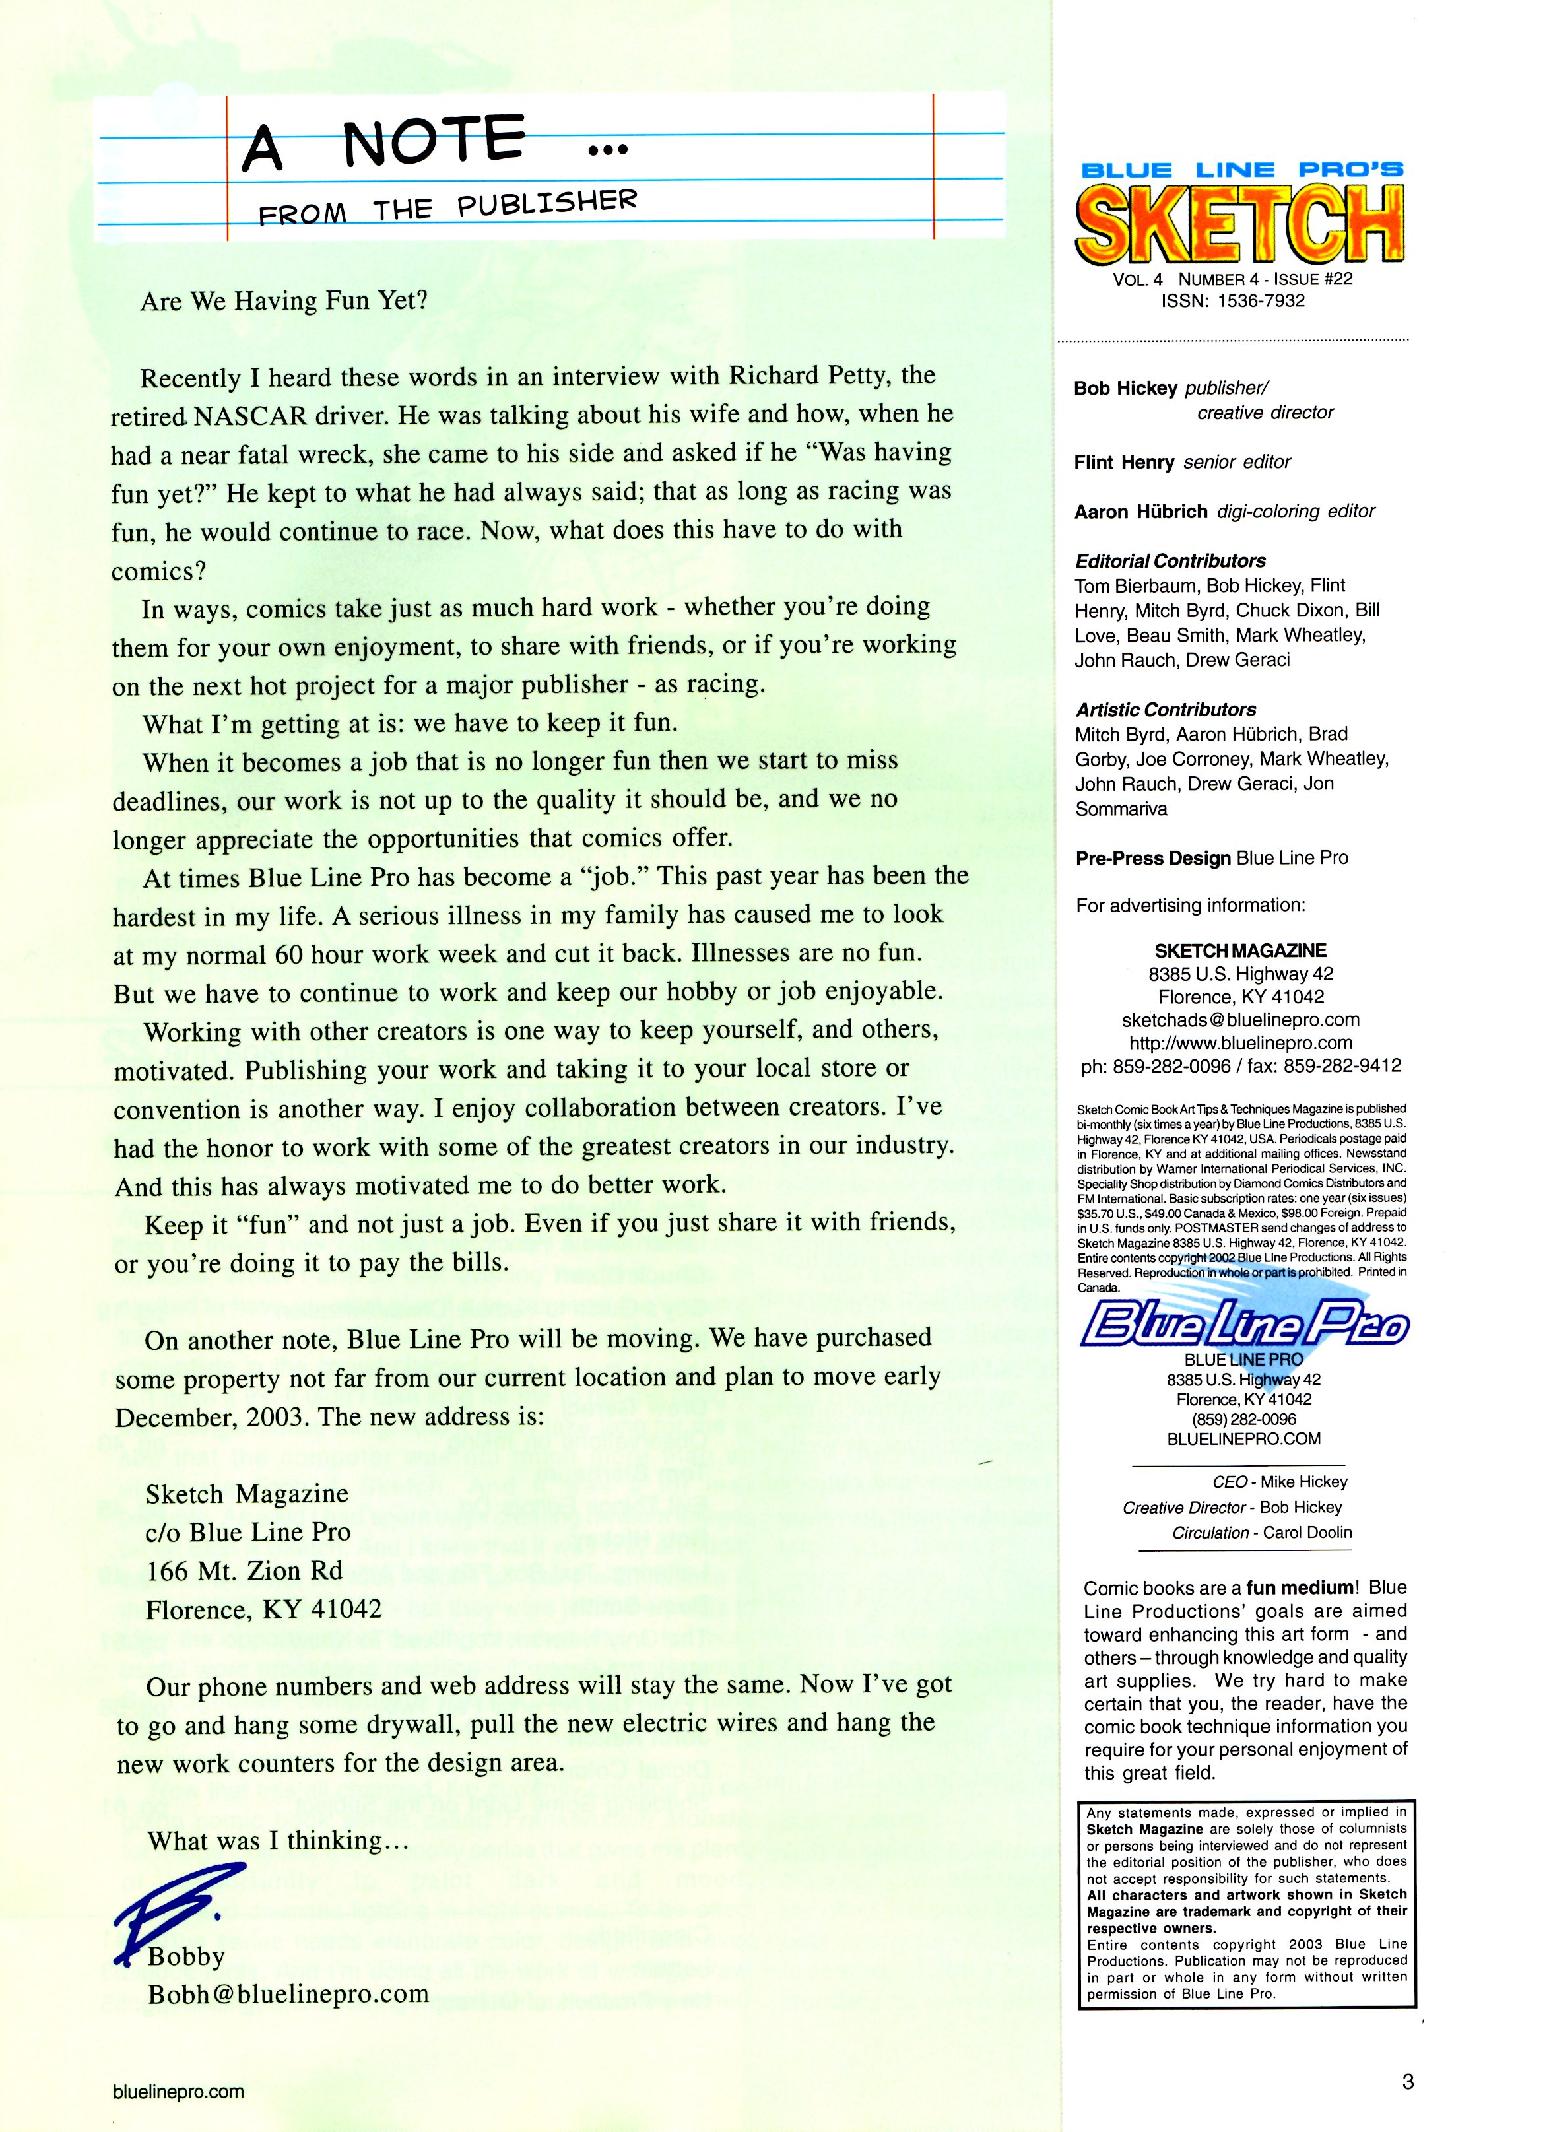 A NOTE ...
FROM THE PUBLISHER
Are We Having Fun Yet?
Recently I heard these words in an interview with Richard Petty, the
retired NASCAR driver. He was talking about his wife and how, when he
had a near fatal wreck, she came to his side and asked if he “Was having
fun yet?” He kept to what he had always said; that as long as racing was
fun, he would continue to race. Now, what does this have to do with
comics?
In ways, comics take just as much hard work - whether you’re doing
them for your own enjoyment, to share with friends, or if you’re working
on the next hot project for a major publisher - as racing.
What I’m getting at is: we have to keep it fun.
When it becomes a job that is no longer fun then we start to miss
deadlines, our work is not up to the quality it should be, and we no
longer appreciate the opportunities that comics offer.
At times Blue Line Pro has become a “job.” This past year has been the
hardest in my life. A serious illness in my family has caused me to look
at my normal 60 hour work week and cut it back. Illnesses are no fun.
But we have to continue to work and keep our hobby or job enjoyable.
Working with other creators is one way to keep yourself, and others,
motivated. Publishing your work and taking it to your local store or
convention is another way. I enjoy collaboration between creators. I’ve
had the honor to work with some of the greatest creators in our industry.
And this has always motivated me to do better work.
Keep it “fun” and not just a job. Even if you just share it with friends,
or you’re doing it to pay the bills.
On another note, Blue Line Pro will be moving. We have purchased
some property not far from our current location and plan to move early
December, 2003. The new address is:
Sketch Magazine
c/o Blue Line Pro
166 Mt. Zion Rd
Florence, KY 41042
Our phone numbers and web address will stay the same. Now I’ve got
to go and hang some drywall, pull the new electric wires and hang the
new work counters for the design area.
What was I thinking...
B.
Bobby
Bobh@bluelinepro.com
bluelinepro.com
BLUE LINE PRO'S
SKETCH
VOL. 4 NUMBER 4 - ISSUE #22
ISSN: 1536-7932
Bob Hickey publisher/
creative director
Flint Henry senior editor
Aaron Hübrich digi-coloring editor
Editorial Contributors
Tom Bierbaum, Bob Hickey, Flint
Henry, Mitch Byrd, Chuck Dixon, Bill
Love, Beau Smith, Mark Wheatley,
John Rauch, Drew Geraci
Artistic Contributors
Mitch Byrd, Aaron Hübrich, Brad
Gorby, Joe Corroney, Mark Wheatley,
John Rauch, Drew Geraci, Jon
Sommariva
Pre-Press Design Blue Line Pro
For advertising information:
SKETCH MAGAZINE
8385 U.S. Highway 42
Florence, KY 41042
sketchads@bluelinepro.com
http://www.bluelinepro.com
ph: 859-282-0096 / fax: 859-282-9412
Sketch Comic Book Art Tips & Techniques Magazine is published
bi-monthly (six times a year) by Blue Line Productions, 8385 U.S.
Highway 42, Florence KY 41042, USA. Periodicals postage paid
in Florence, KY and at additional mailing offices. Newsstand
distribution by Warner International Periodical Services, INC.
Speciality Shop distribution by Diamond Comics Distributors and
FM International. Basic subscription rates: one year (six issues)
$35.70 U.S., $49.00 Canada & Mexico, $98.00 Foreign. Prepaid
in U.S. funds only. POSTMASTER send changes of address to
Sketch Magazine 8385 U.S. Highway 42, Florence, KY 41042.
Entire contents copyright 2002 Blue Line Productions. All Rights
Reserved. Reproduction in whole or part is prohibited. Printed in
Canada.
Blue Line Pro
BLUE LINE PRO
8385 U.S. Highway 42
Florence, KY 41042
(859) 282-0096
BLUELINEPRO.COM
CEO - Mike Hickey
Creative Director - Bob Hickey
Circulation - Carol Doolin
Comic books are a fun medium! Blue
Line Productions’ goals are aimed
toward enhancing this art form - and
others – through knowledge and quality
art supplies. We try hard to make
certain that you, the reader, have the
comic book technique information you
require for your personal enjoyment of
this great field.
Any statements made, expressed or implied in
Sketch Magazine are solely those of columnists
or persons being interviewed and do not represent
the editorial position of the publisher, who does
not accept responsibility for such statements.
All characters and artwork shown in Sketch
Magazine are trademark and copyright of their
respective owners.
Entire contents copyright 2003 Blue Line
Productions. Publication may not be reproduced
in part or whole in any form without written
permission of Blue Line Pro.
3